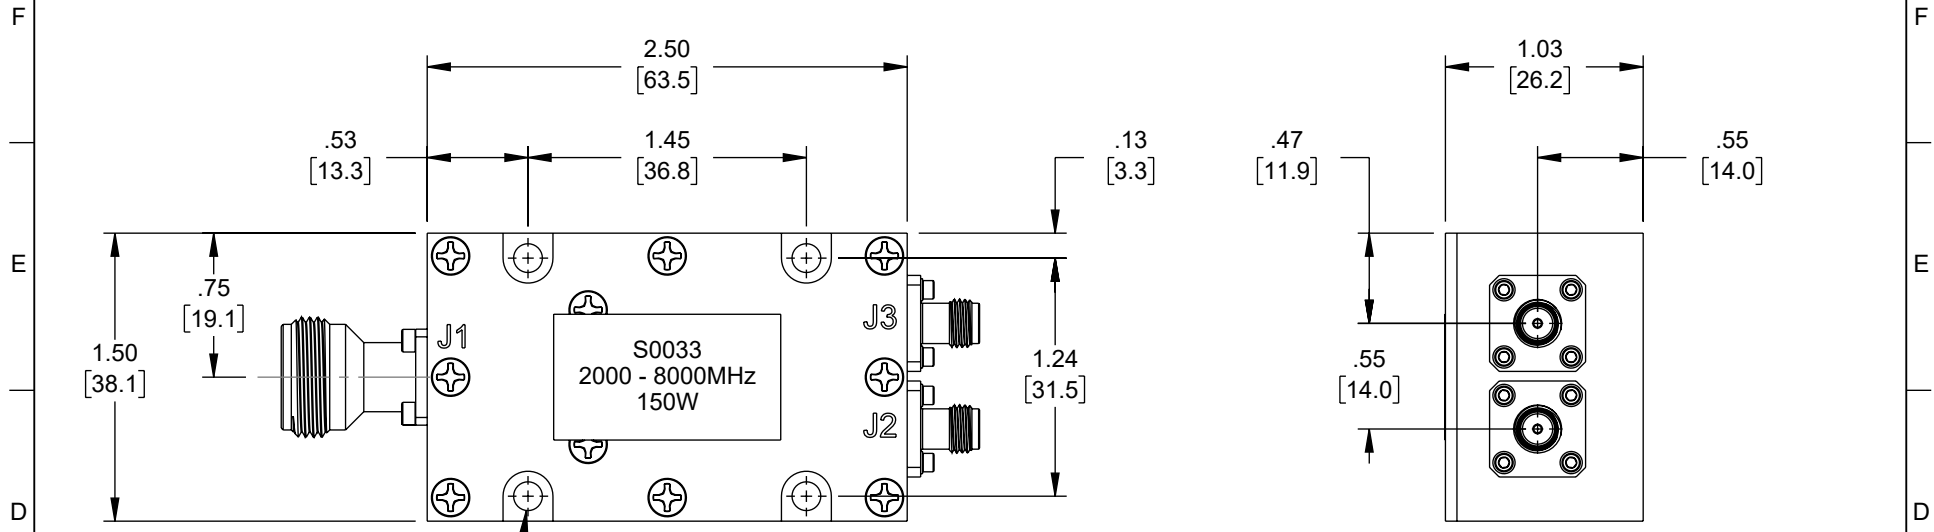 F
F
2.50
[63.5]
1.03
[26.2]
.53
[13.3]
1.45
[36.8]
.13
[3.3]
.47
[11.9]
.55
[14.0]
E
E
.75
[19.1]
J1
J3
1.50
[38.1]
S0033
2000 - 8000MHz
150W
1.24
[31.5]
.55
[14.0]
J2
D
D